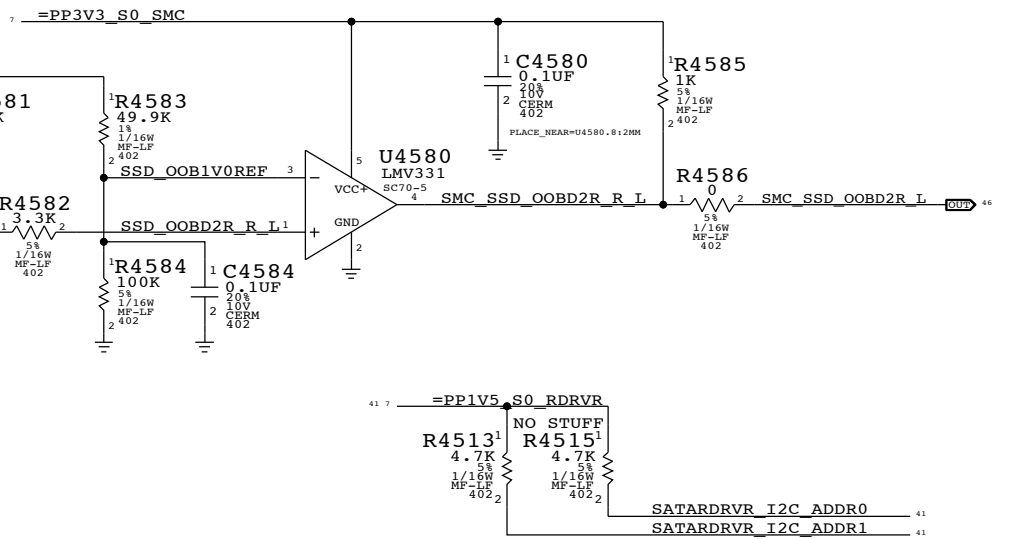 7 =PP3V3_S0_SMC
1 C4580
0.1UF
20%
10V
2 CERM
402
PLACE_NEAR=U4580.8:2MM
1 R4585
1K
5%
1/16W
MF-LF
2 402
81
K
1 R4583
49.9K
1%
1/16W
MF-LF
2 402
SSD_OOB1V0REF 3
U4580
LMV331
SC70-5
5
VCC+
GND
4
2
−
+
SMC_SSD_OOBD2R_R_L
R4586
1 0 2
5%
1/16W
MF-LF
402
SMC_SSD_OOBD2R_L OUT 46
R4582
3.3K
1 2
5%
1/16W
MF-LF
402
SSD_OOBD2R_R_L 1
1 R4584
100K
5%
1/16W
MF-LF
2 402
1 C4584
0.1UF
20%
10V
2 CERM
402
41 7 =PP1V5_S0_RDRVR
NO STUFF
R4513 1
4.7K
5%
1/16W
MF-LF
402 2
R4515 1
4.7K
5%
1/16W
MF-LF
402 2
SATARDRVR_I2C_ADDR0 41
SATARDRVR_I2C_ADDR1 41